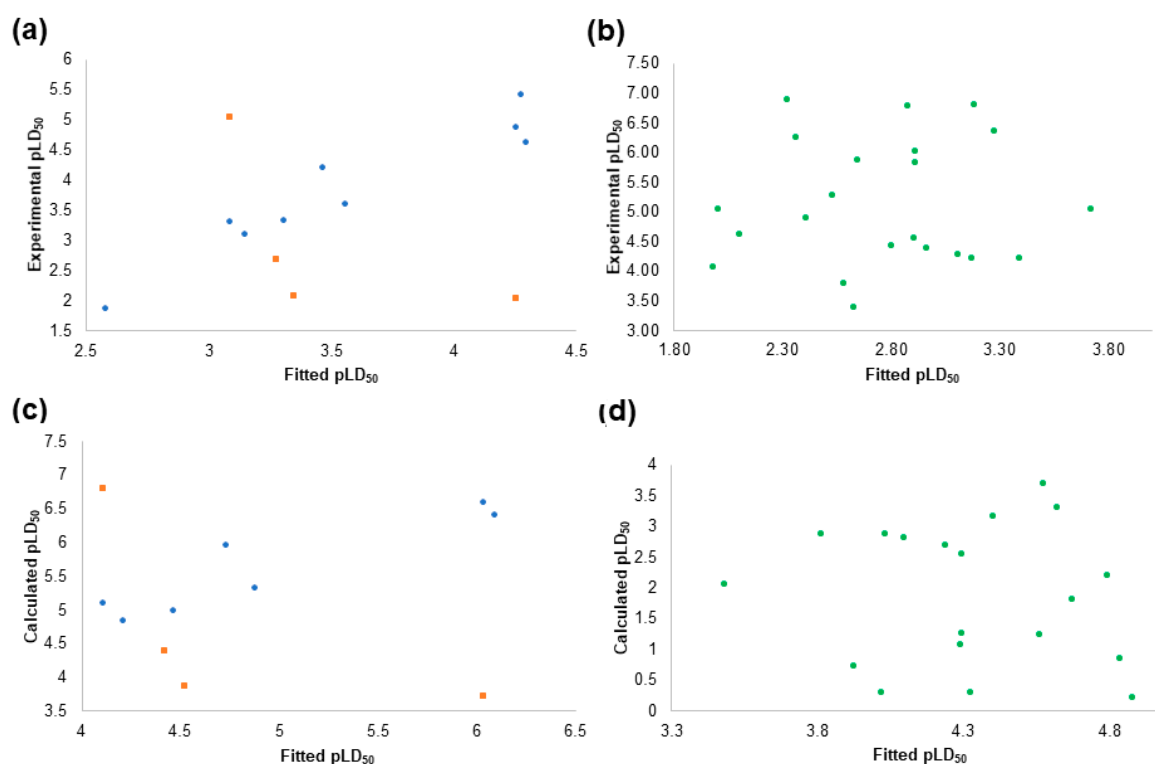 (a)
6
5.5
5
4.5
4
3.5
3
2.5
2
1.5
Experimental pLD50
2.5 3 3.5 4 4.5
Fitted pLD50
(b)
7.50
7.00
6.50
6.00
5.50
5.00
4.50
4.00
3.50
3.00
Experimental pLD50
1.80 2.30 2.80 3.30 3.80
Fitted pLD50
(c)
7.5
7
6.5
6
5.5
5
4.5
4
3.5
Calculated pLD50
4 4.5 5 5.5 6 6.5
Fitted pLD50
(d)
4
3.5
3
2.5
2
1.5
1
0.5
0
Calculated pLD50
3.3 3.8 4.3 4.8
Fitted pLD50